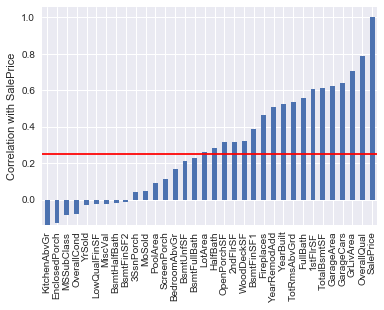 Correlation with SalePrice
1.0
0.8
0.6
0.4
0.2
0.0
KitchenAbvGr
EnclosedPorch
MSSubClass
OverallCond
YrSold
LowQualFinSF
MiscVal
BsmtHalfBath
BsmtFinSF2
3SsnPorch
MoSold
PoolArea
ScreenPorch
BedroomAbvGr
BsmtUnfSF
BsmtFullBath
LotArea
HalfBath
OpenPorchSF
2ndFlrSF
WoodDeckSF
BsmtFinSF1
Fireplaces
YearRemodAdd
YearBuilt
TotRmsAbvGrd
FullBath
1stFlrSF
TotalBsmtSF
GarageArea
GarageCars
GrLivArea
OverallQual
SalePrice